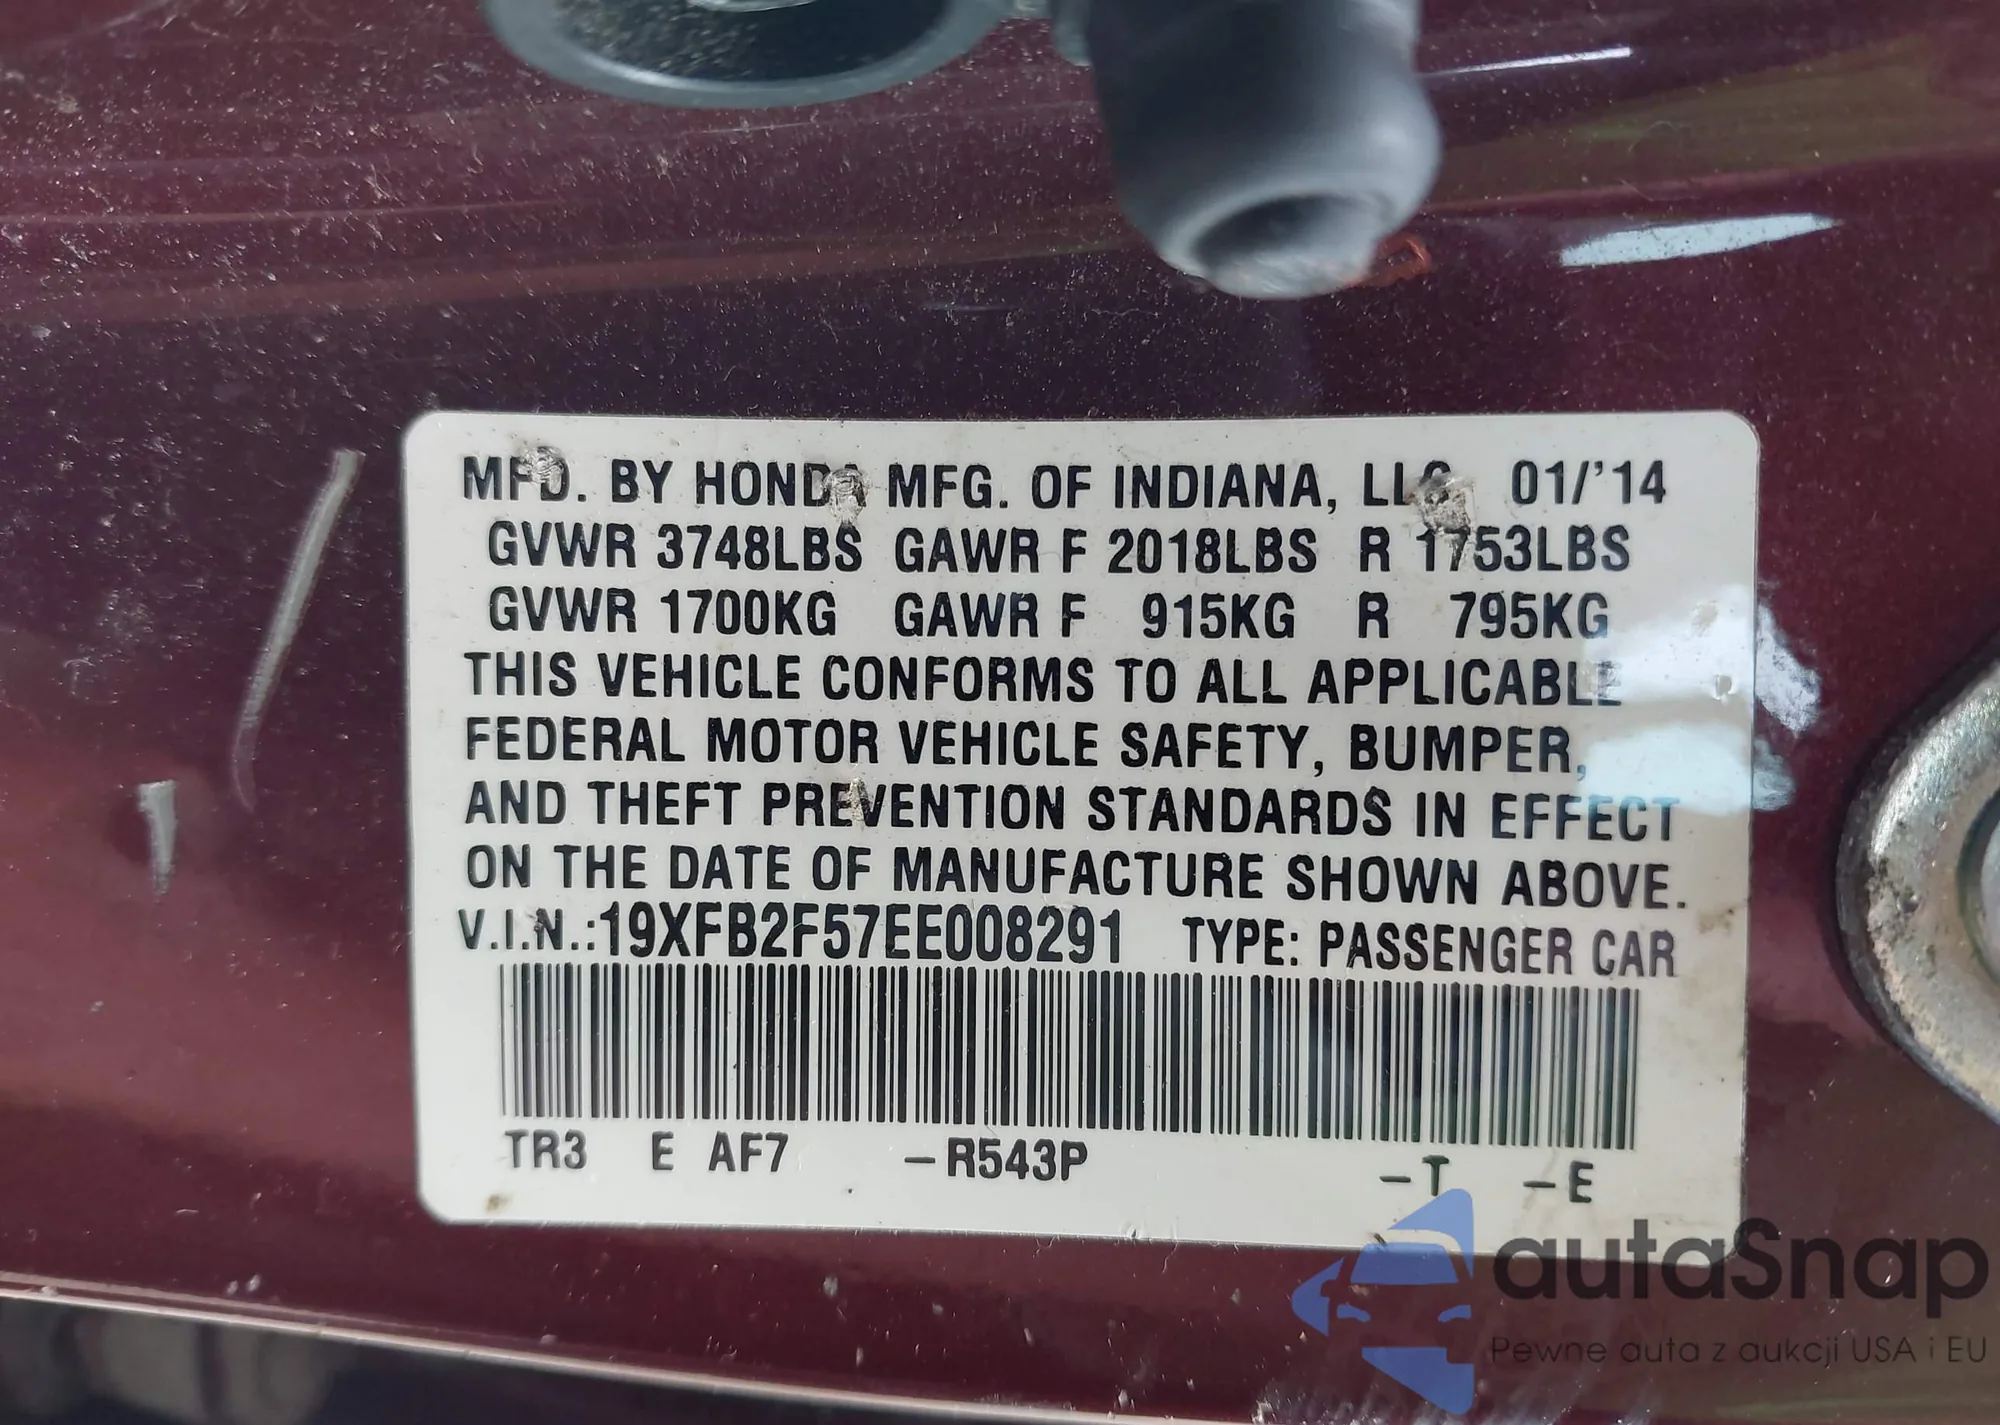 MFD. BY HONDA MFG. OF INDIANA, LLC 01/'14
GVWR 3748LBS GAWR F 2018LBS R 1753LBS
GVWR 1700KG GAWR F 915KG R 795KG
THIS VEHICLE CONFORMS TO ALL APPLICABLE
FEDERAL MOTOR VEHICLE SAFETY, BUMPER,
AND THEFT PREVENTION STANDARDS IN EFFECT
ON THE DATE OF MANUFACTURE SHOWN ABOVE.
V.I.N.:19XFB2F57EE008291 TYPE: PASSENGER CAR
TR3 E AF7 –R543P –T –E
autaSnap
Pewne auta z aukcji USA i EU